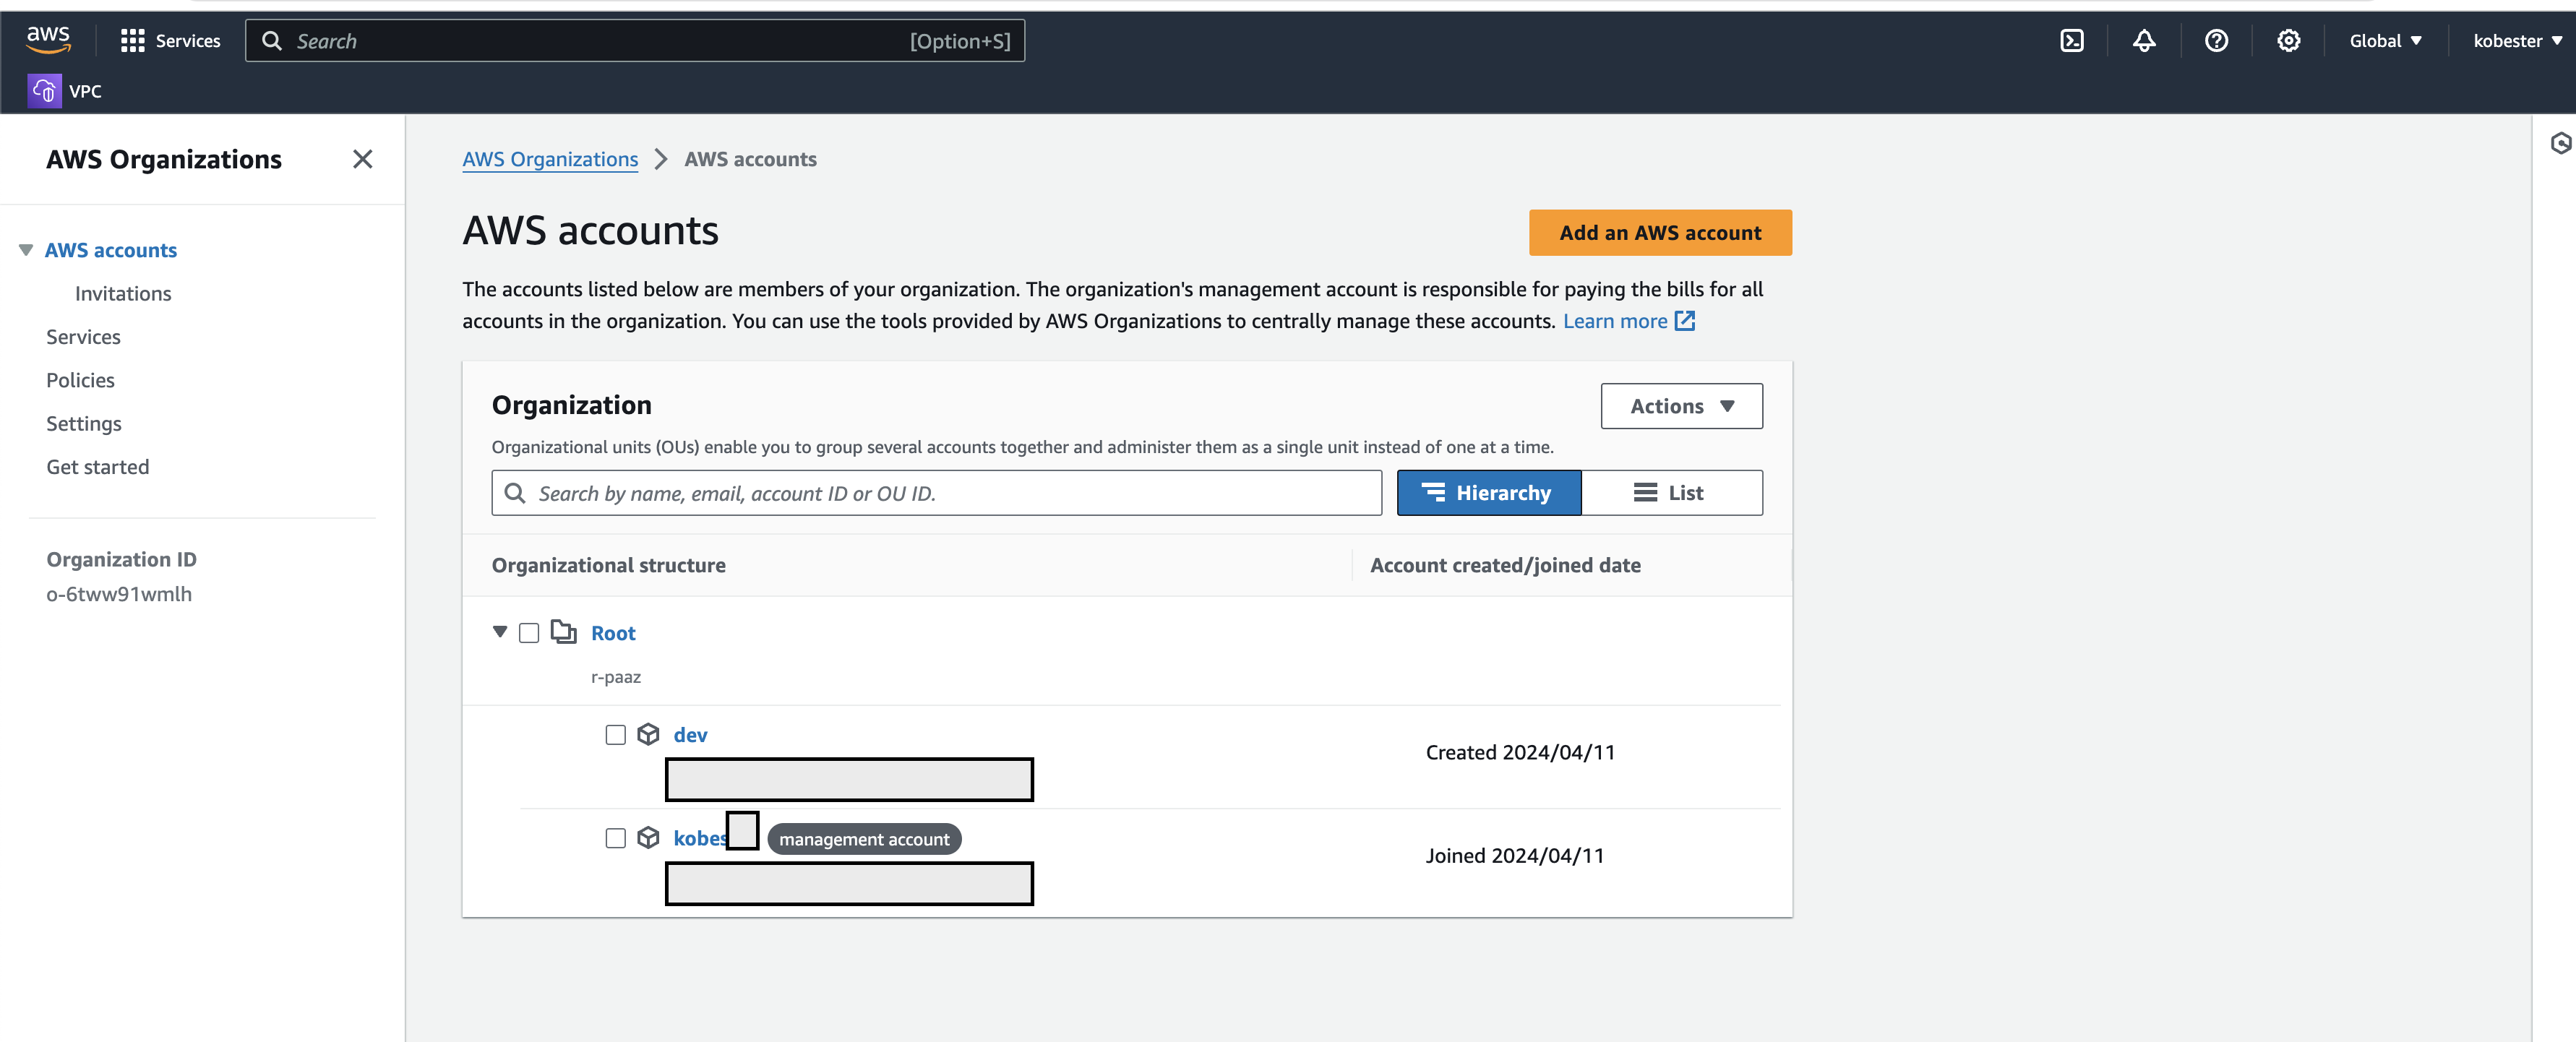 aws
Services
Search
[Option+S]
Global
kobester
VPC
AWS Organizations
AWS accounts
Invitations
Services
Policies
Settings
Get started
Organization ID
o-6tww91wmlh
AWS Organizations
AWS accounts
AWS accounts
Add an AWS account
The accounts listed below are members of your organization. The organization's management account is responsible for paying the bills for all
accounts in the organization. You can use the tools provided by AWS Organizations to centrally manage these accounts. Learn more
Organization
Actions
Organizational units (OUs) enable you to group several accounts together and administer them as a single unit instead of one at a time.
Search by name, email, account ID or OU ID.
Hierarchy
List
Organizational structure
Account created/joined date
Root
r-paaz
dev
Created 2024/04/11
kobes
management account
Joined 2024/04/11